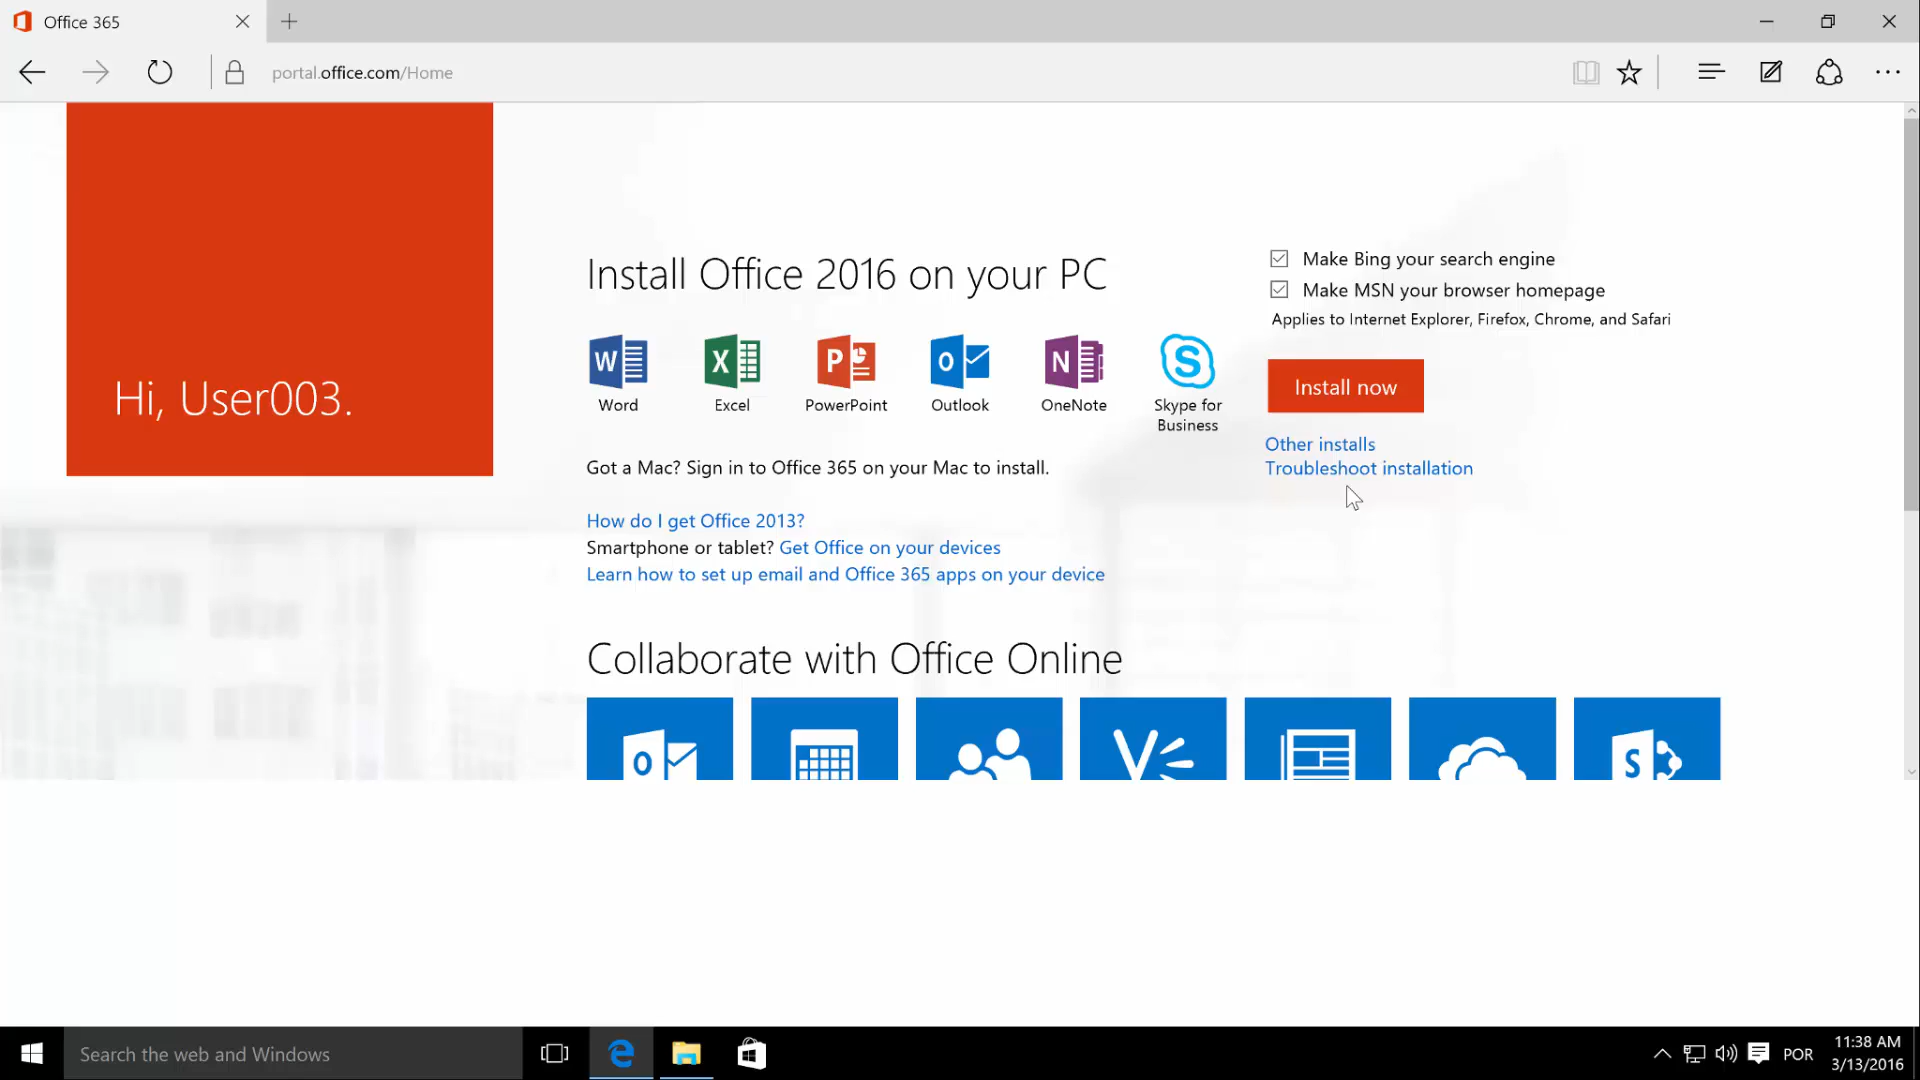 Office 365
portal.office.com/Home
Hi, User003.
Install Office 2016 on your PC
Word
Excel
PowerPoint
Outlook
OneNote
Skype for
Business
Make Bing your search engine
Make MSN your browser homepage
Applies to Internet Explorer, Firefox, Chrome, and Safari
Install now
Other installs
Troubleshoot installation
Got a Mac? Sign in to Office 365 on your Mac to install.
How do I get Office 2013?
Smartphone or tablet? Get Office on your devices
Learn how to set up email and Office 365 apps on your device
Collaborate with Office Online
Search the web and Windows
POR
11:38 AM
3/13/2016